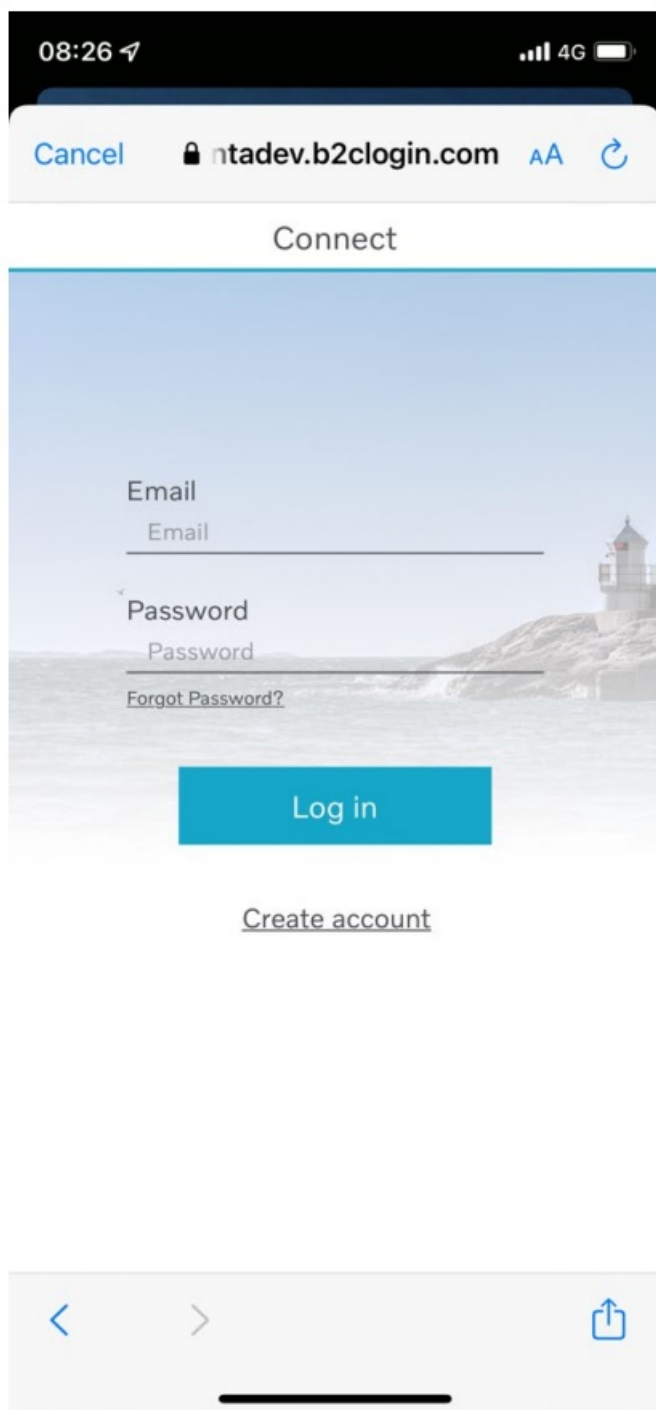 08:26 4G
Cancel ntadev.b2clogin.com AA
Connect
Email
Email
Password
Password
Forgot Password?
Log in
Create account